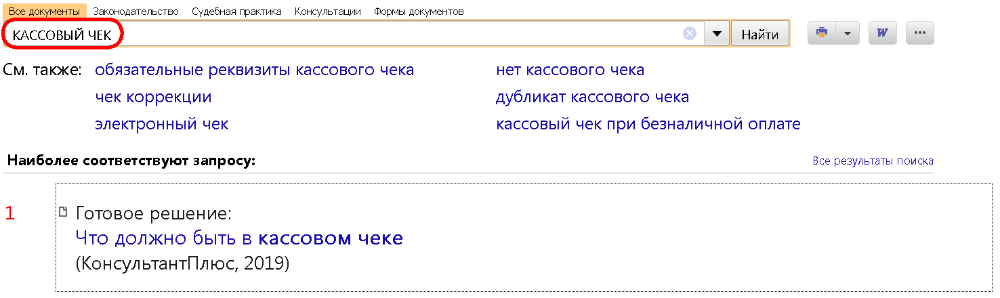 Все документы Законодательство Судебная практика Консультации Формы документов
КАССОВЫЙ ЧЕК Найти W
См. также: обязательные реквизиты кассового чека нет кассового чека
чек коррекции дубликат кассового чека
электронный чек кассовый чек при безналичной оплате
Наиболее соответствуют запросу: Все результаты поиска
1 Готовое решение:
Что должно быть в кассовом чеке
(КонсультантПлюс, 2019)